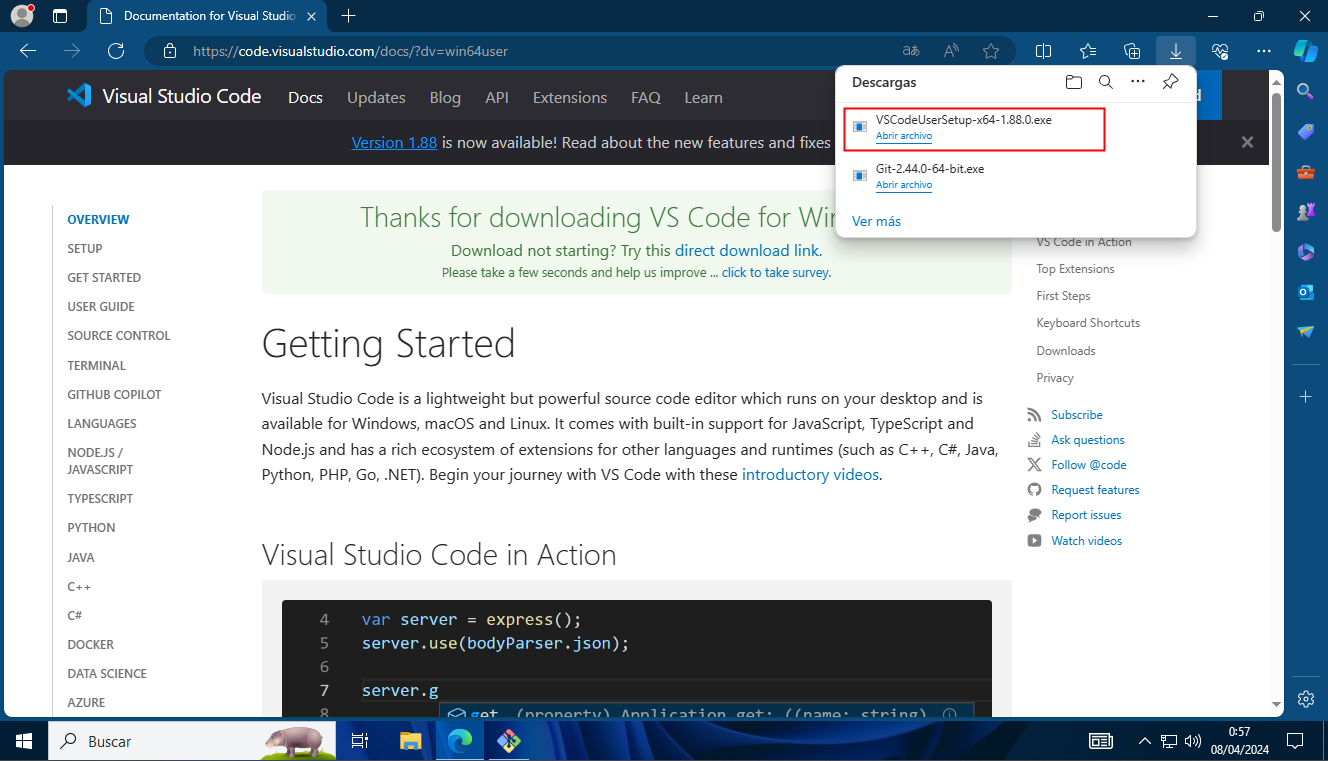 Documentation for Visual Studio
https://code.visualstudio.com/docs/?dv=win64user
Visual Studio Code
Docs
Updates
Blog
API
Extensions
FAQ
Learn
Version 1.88 is now available! Read about the new features and fixes
Descargas
VSCodeUserSetup-x64-1.88.0.exe
Abrir archivo
Git-2.44.0-64-bit.exe
Abrir archivo
Ver más
OVERVIEW
SETUP
GET STARTED
USER GUIDE
SOURCE CONTROL
TERMINAL
GITHUB COPILOT
LANGUAGES
NODE.JS /
JAVASCRIPT
TYPESCRIPT
PYTHON
JAVA
C++
C#
DOCKER
DATA SCIENCE
AZURE
Thanks for downloading VS Code for Win
Download not starting? Try this direct download link.
Please take a few seconds and help us improve ... click to take survey.
Getting Started
Visual Studio Code is a lightweight but powerful source code editor which runs on your desktop and is
available for Windows, macOS and Linux. It comes with built-in support for JavaScript, TypeScript and
Node.js and has a rich ecosystem of extensions for other languages and runtimes (such as C++, C#, Java,
Python, PHP, Go, .NET). Begin your journey with VS Code with these introductory videos.
Visual Studio Code in Action
4 var server = express();
5 server.use(bodyParser.json);
6
7 server.g
8 get (property) Application.get: ((name: string)
VS Code in Action
Top Extensions
First Steps
Keyboard Shortcuts
Downloads
Privacy
Subscribe
Ask questions
Follow @code
Request features
Report issues
Watch videos
Buscar
0:57
08/04/2024